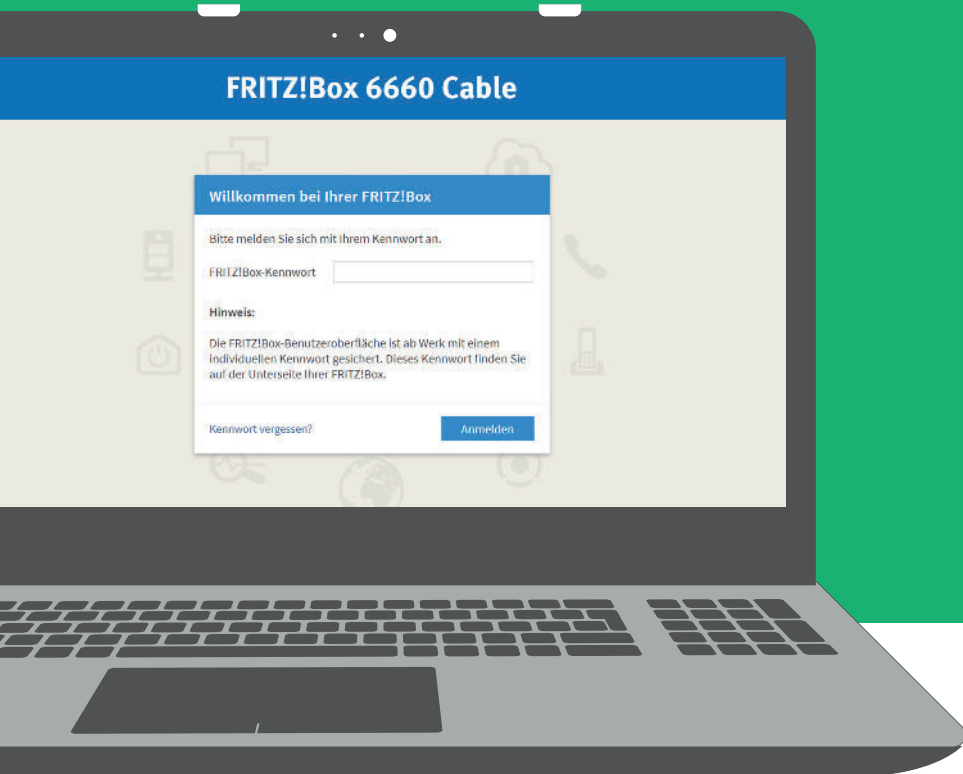 FRITZ!Box 6660 Cable
Willkommen bei Ihrer FRITZ!Box
Bitte melden Sie sich mit Ihrem Kennwort an.
FRITZ!Box-Kennwort
Hinweis:
Die FRITZ!Box-Benutzeroberfläche ist ab Werk mit einem
individuellen Kennwort gesichert. Dieses Kennwort finden Sie
auf der Unterseite Ihrer FRITZ!Box.
Kennwort vergessen?
Anmelden